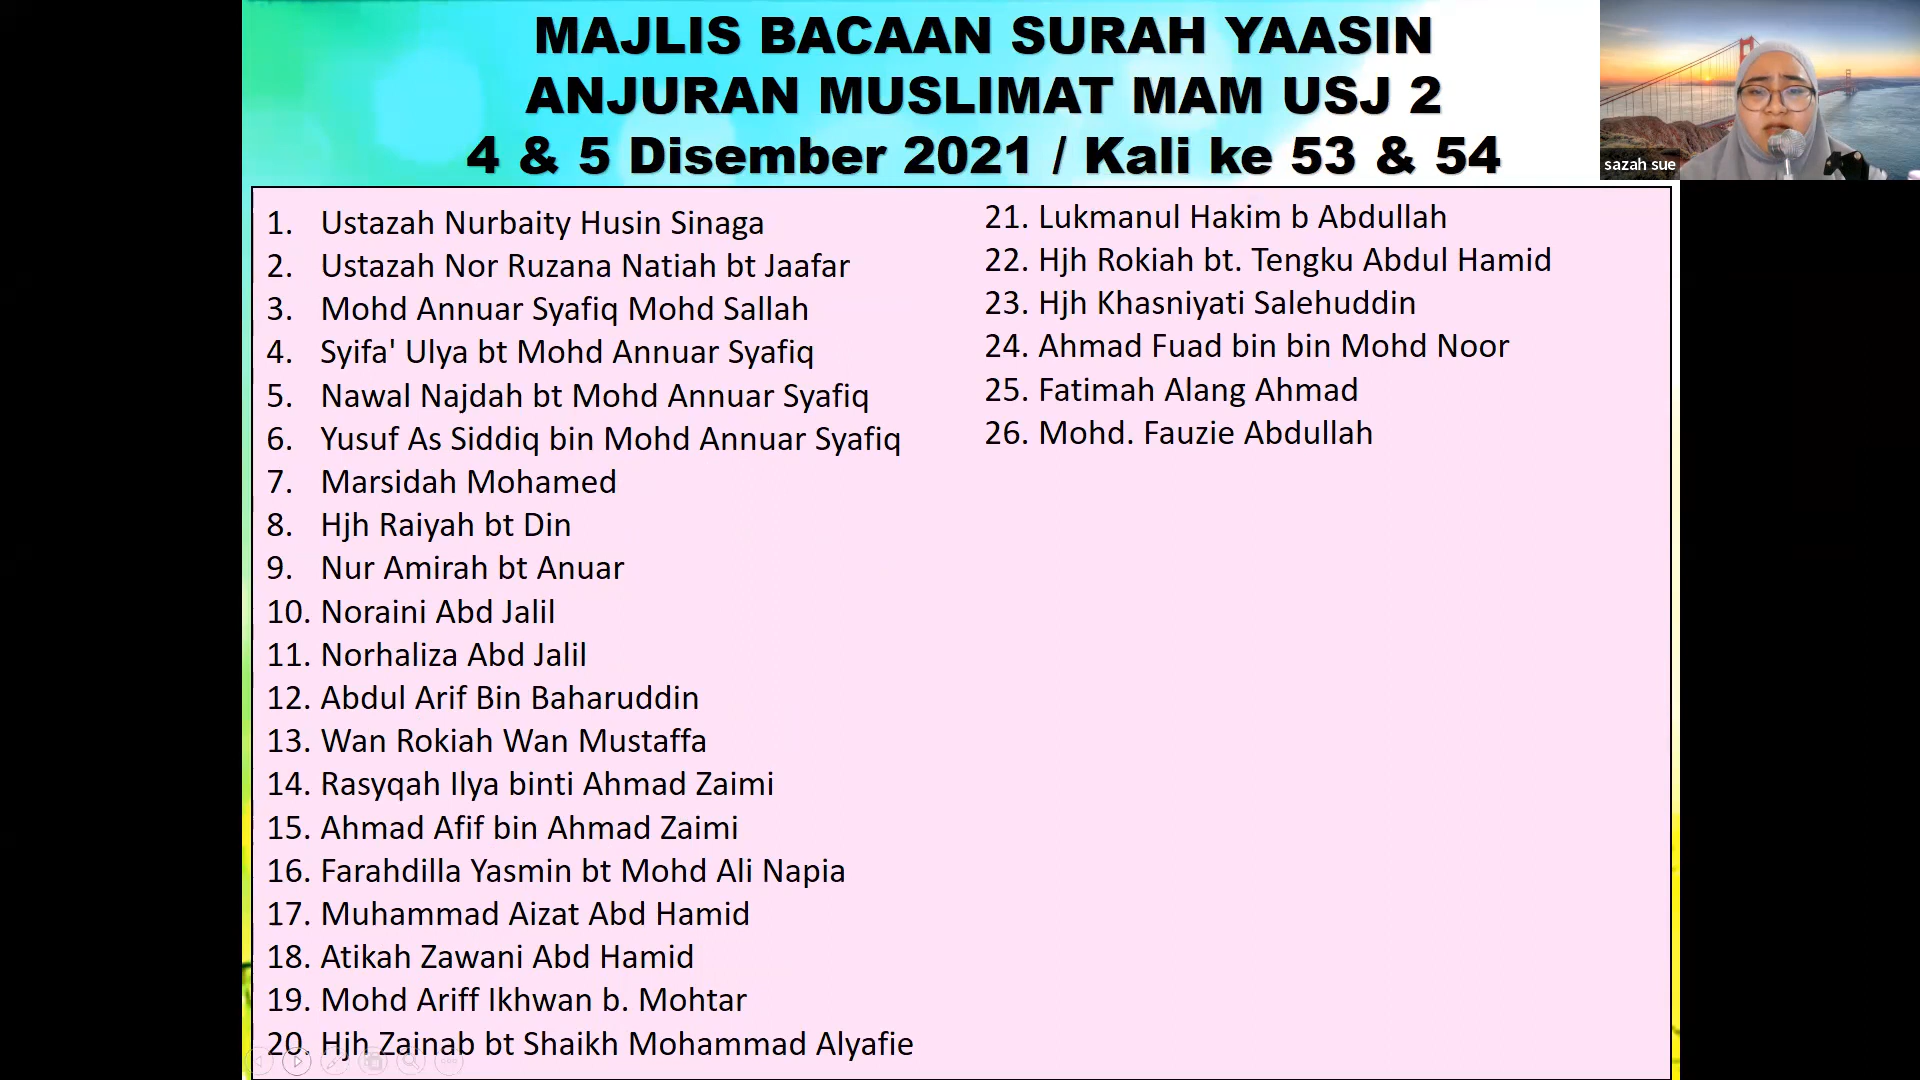 MAJLIS BACAAN SURAH YAASIN
ANJURAN MUSLIMAT MAM USJ 2
4 & 5 Disember 2021 / Kali ke 53 & 54
sazah sue
1. Ustazah Nurbaity Husin Sinaga
2. Ustazah Nor Ruzana Natiah bt Jaafar
3. Mohd Annuar Syafiq Mohd Sallah
4. Syifa' Ulya bt Mohd Annuar Syafiq
5. Nawal Najdah bt Mohd Annuar Syafiq
6. Yusuf As Siddiq bin Mohd Annuar Syafiq
7. Marsidah Mohamed
8. Hjh Raiyah bt Din
9. Nur Amirah bt Anuar
10. Noraini Abd Jalil
11. Norhaliza Abd Jalil
12. Abdul Arif Bin Baharuddin
13. Wan Rokiah Wan Mustaffa
14. Rasyqah Ilya binti Ahmad Zaimi
15. Ahmad Afif bin Ahmad Zaimi
16. Farahdilla Yasmin bt Mohd Ali Napia
17. Muhammad Aizat Abd Hamid
18. Atikah Zawani Abd Hamid
19. Mohd Ariff Ikhwan b. Mohtar
20. Hjh Zainab bt Shaikh Mohammad Alyafie
21. Lukmanul Hakim b Abdullah
22. Hjh Rokiah bt. Tengku Abdul Hamid
23. Hjh Khasniyati Salehuddin
24. Ahmad Fuad bin bin Mohd Noor
25. Fatimah Alang Ahmad
26. Mohd. Fauzie Abdullah